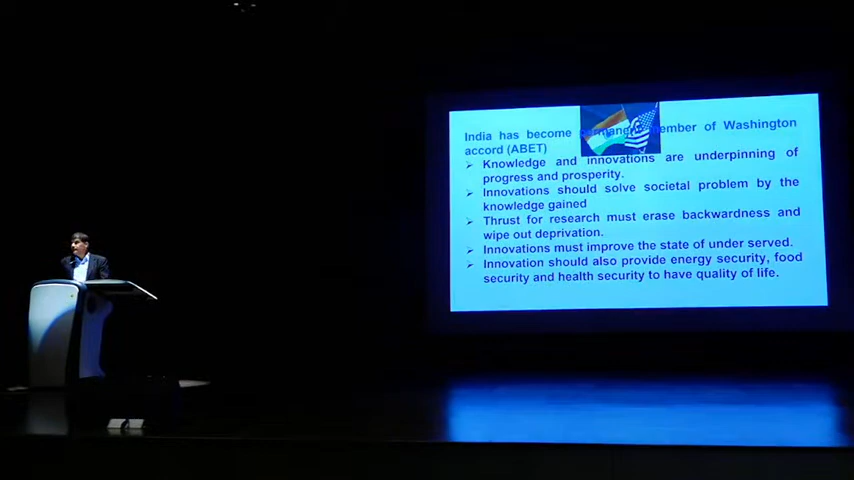 India has become permanent member of Washington
accord (ABET)
➢ Knowledge and innovations are underpinning of
progress and prosperity.
➢ Innovations should solve societal problem by the
knowledge gained
➢ Thrust for research must erase backwardness and
wipe out deprivation.
➢ Innovations must improve the state of under served.
➢ Innovation should also provide energy security, food
security and health security to have quality of life.